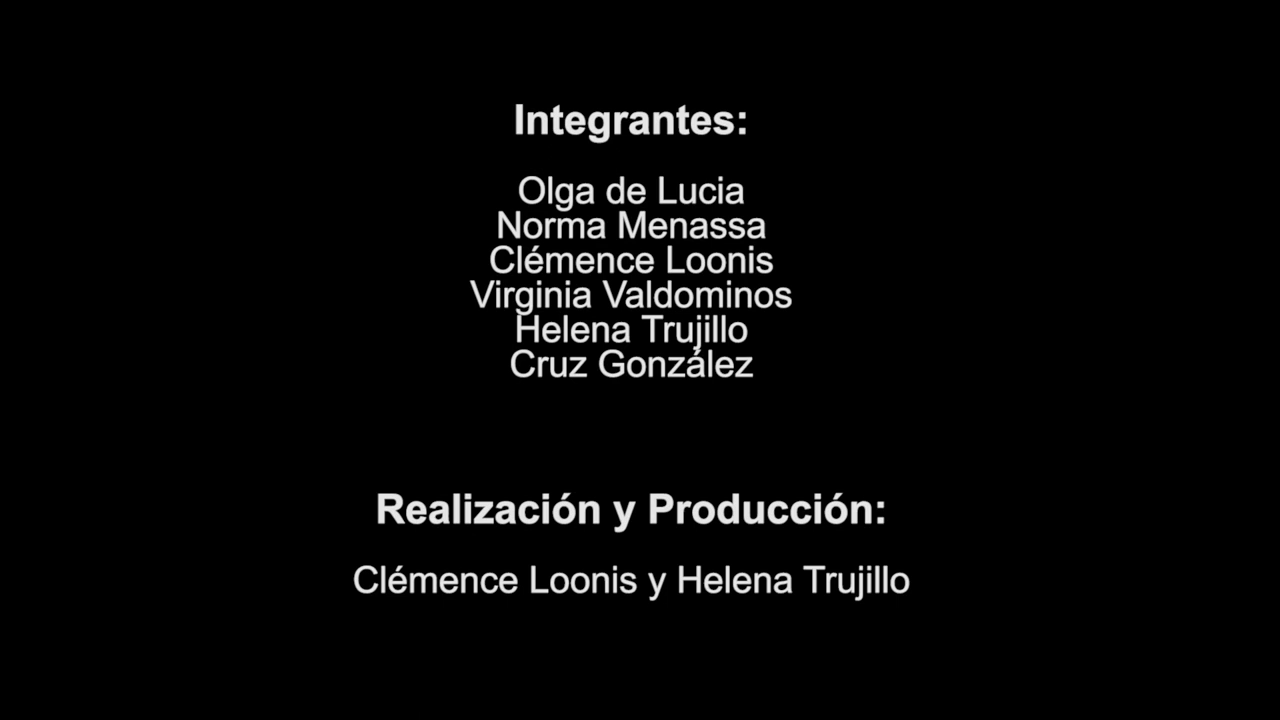 Integrantes:
Olga de Lucia
Norma Menassa
Clémence Loonis
Virginia Valdominos
Helena Trujillo
Cruz González
Realización y Producción:
Clémence Loonis y Helena Trujillo